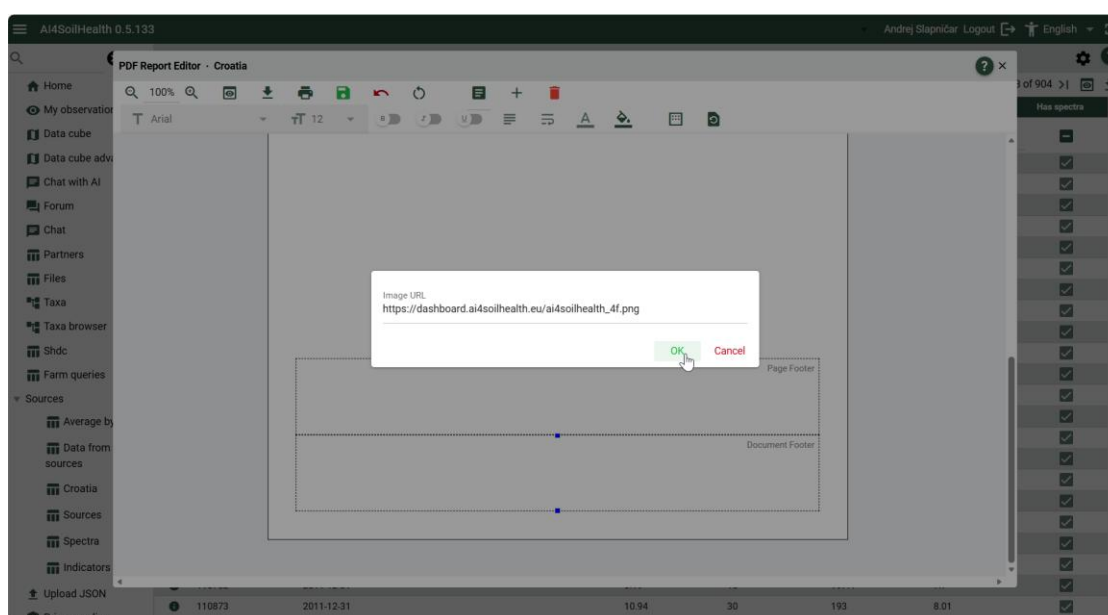 AI4SoilHealth 0.5.133
Andrej Slapničar Logout English
PDF Report Editor · Croatia
Home
My observation
Data cube
Data cube adva
Chat with AI
Forum
Chat
Partners
Files
Taxa
Taxa browser
Shdc
Farm queries
Sources
Average by
Data from
sources
Croatia
Sources
Spectra
Indicators
Upload JSON
100%
Arial
12
of 904
Has spectra
Image URL
https://dashboard.ai4soilhealth.eu/ai4soilhealth_4f.png
OK Cancel
Page Footer
Document Footer
110873 2011-12-31 10.94 30 193 8.01